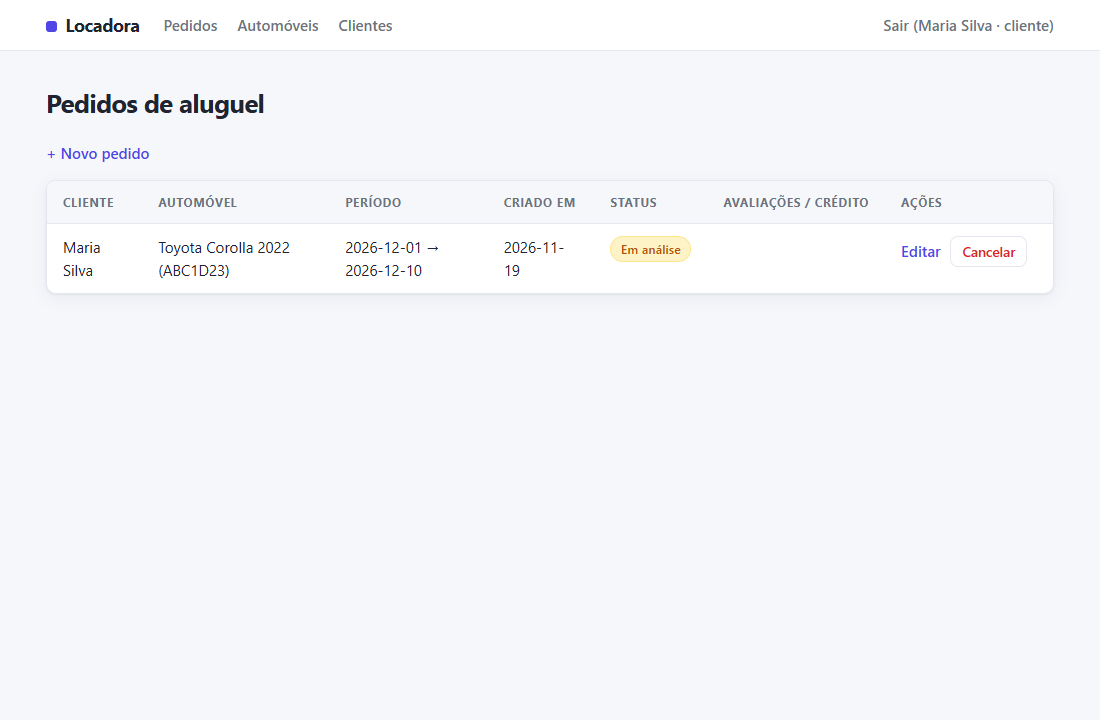 Locadora Pedidos Automóveis Clientes Sair (Maria Silva · cliente)
Pedidos de aluguel
+ Novo pedido
CLIENTE AUTOMÓVEL PERÍODO CRIADO EM STATUS AVALIAÇÕES / CRÉDITO AÇÕES
Maria Toyota Corolla 2022 2026-12-01 → 2026-11- Em análise Editar Cancelar
Silva (ABC1D23) 2026-12-10 19